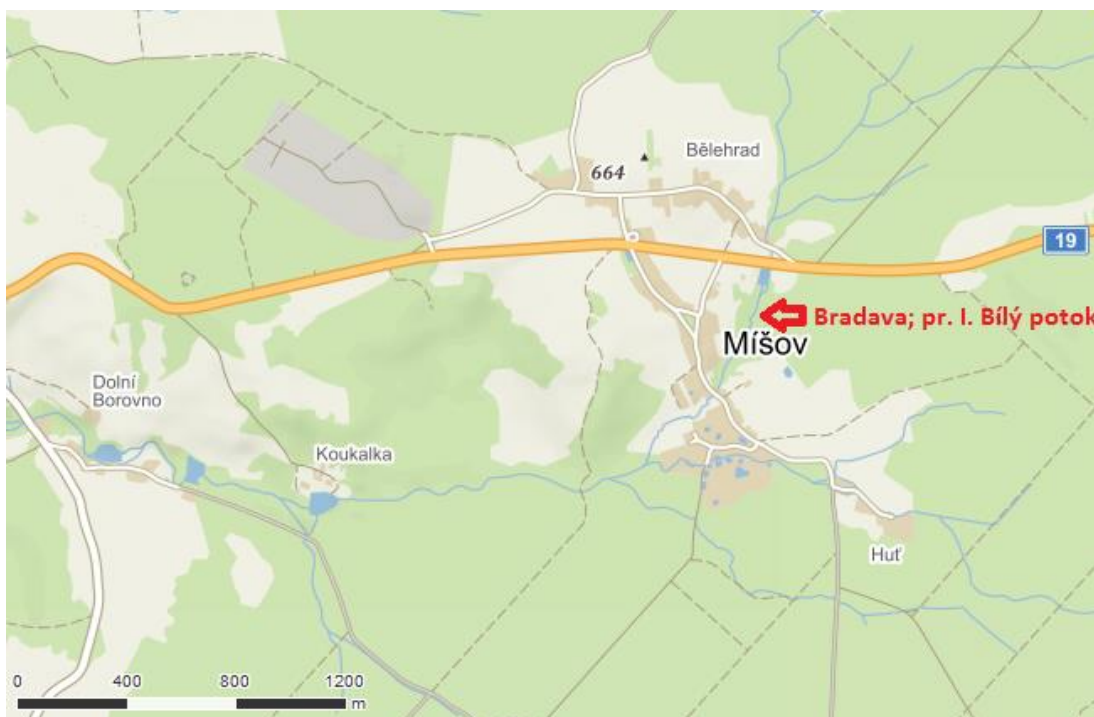 Bělehrad
664
19
Bradava; pr. I. Bílý potok
Míšov
Dolní
Borovno
Koukalka
Huť
0 400 800 1200
m